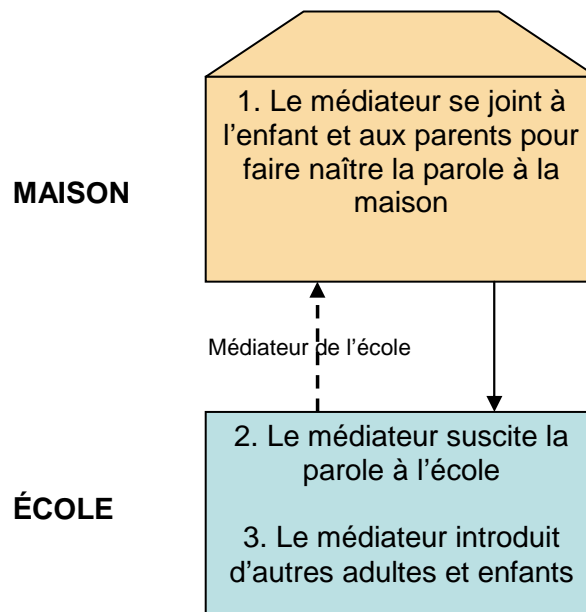 1. Le médiateur se joint à
l’enfant et aux parents pour
faire naître la parole à la
maison
MAISON
Médiateur de l’école
2. Le médiateur suscite la
parole à l’école
ÉCOLE
3. Le médiateur introduit
d’autres adultes et enfants